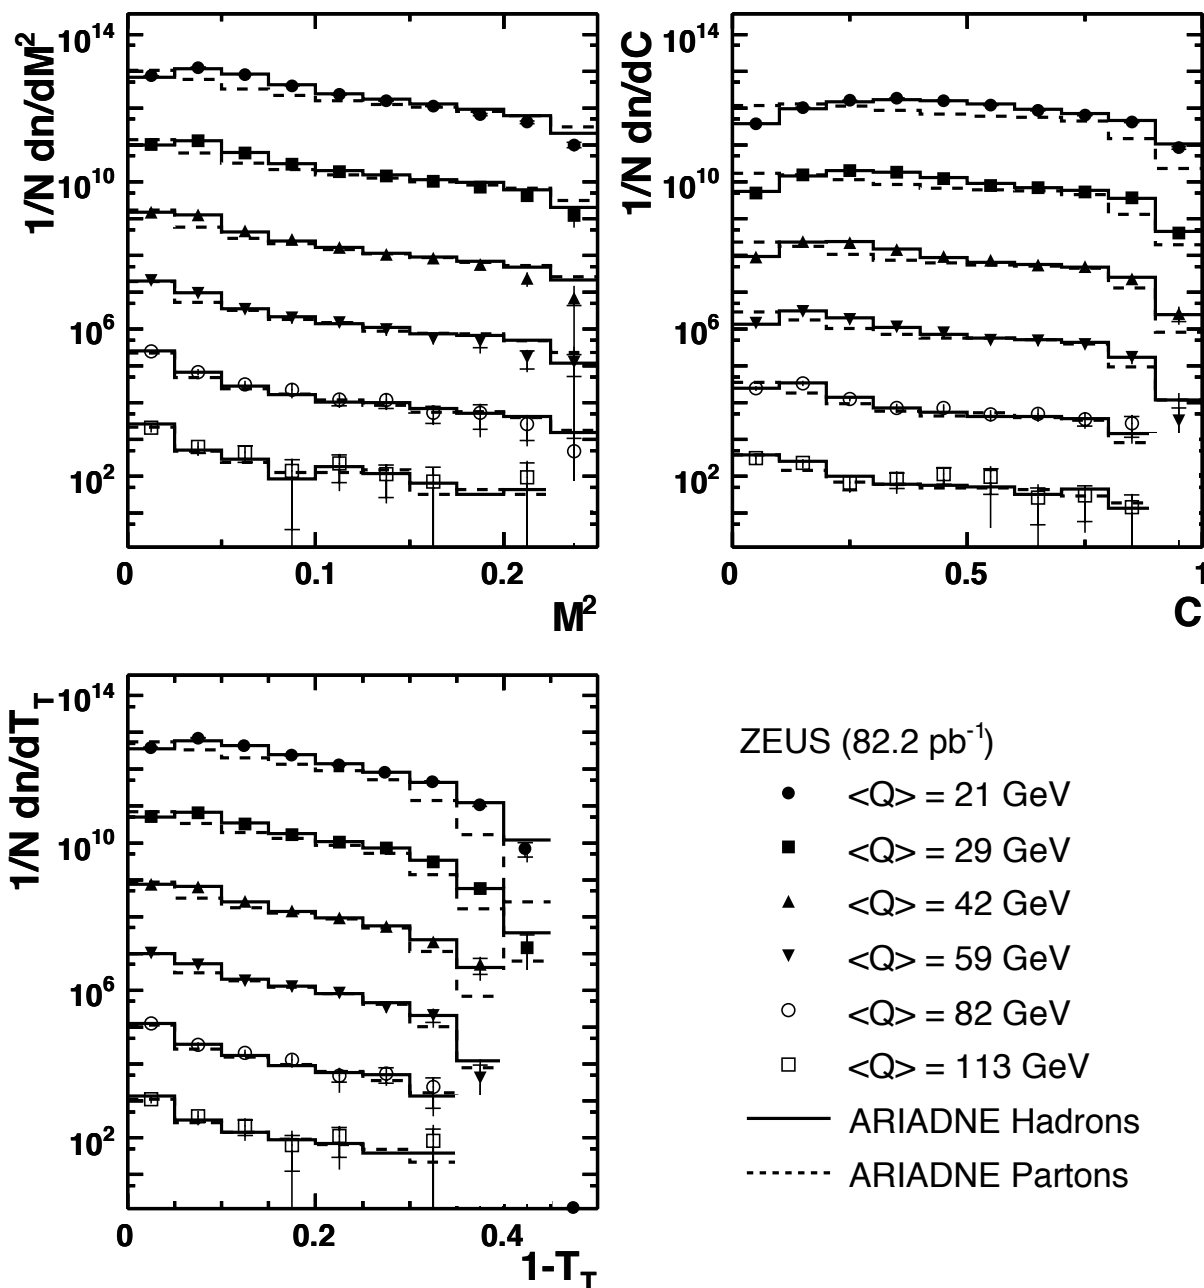 1/N dn/dM²
10¹⁴
10¹⁰
10⁶
10²
0
0.1
0.2
M²
1/N dn/dC
10¹⁴
10¹⁰
10⁶
10²
0
0.5
1
C
1/N dn/dT_T
10¹⁴
10¹⁰
10⁶
10²
0
0.2
0.4
1-T_T
ZEUS (82.2 pb⁻¹)
<Q> = 21 GeV
<Q> = 29 GeV
<Q> = 42 GeV
<Q> = 59 GeV
<Q> = 82 GeV
<Q> = 113 GeV
ARIADNE Hadrons
ARIADNE Partons